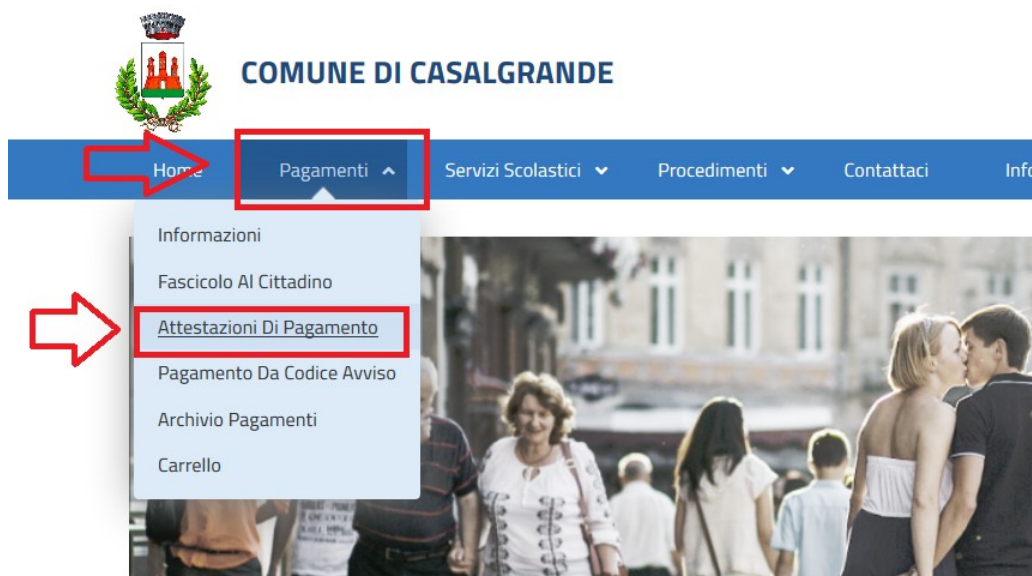 COMUNE DI CASALGRANDE
Home Pagamenti Servizi Scolastici Procedimenti Contattaci
Informazioni
Fascicolo Al Cittadino
Attestazioni Di Pagamento
Pagamento Da Codice Avviso
Archivio Pagamenti
Carrello